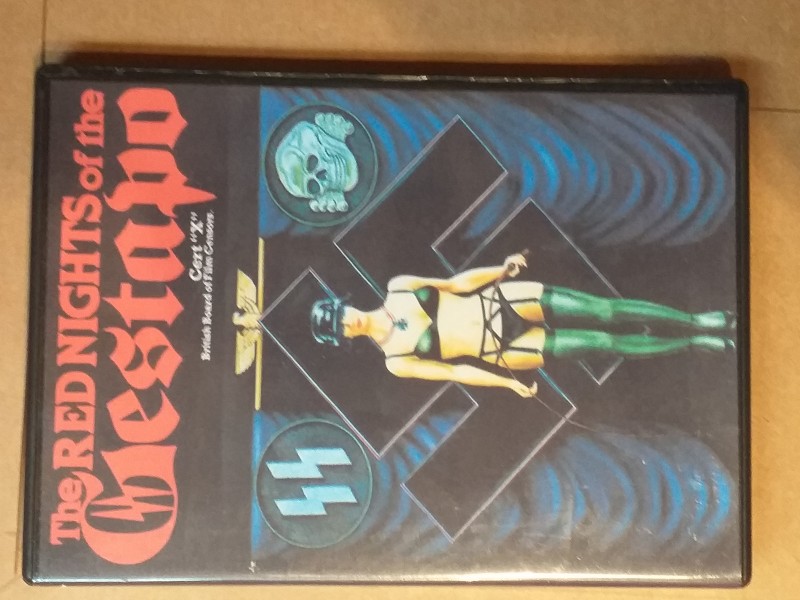 The RED NIGHTS of the
Gestapo
Cert "X"
British Board of Film Censors.